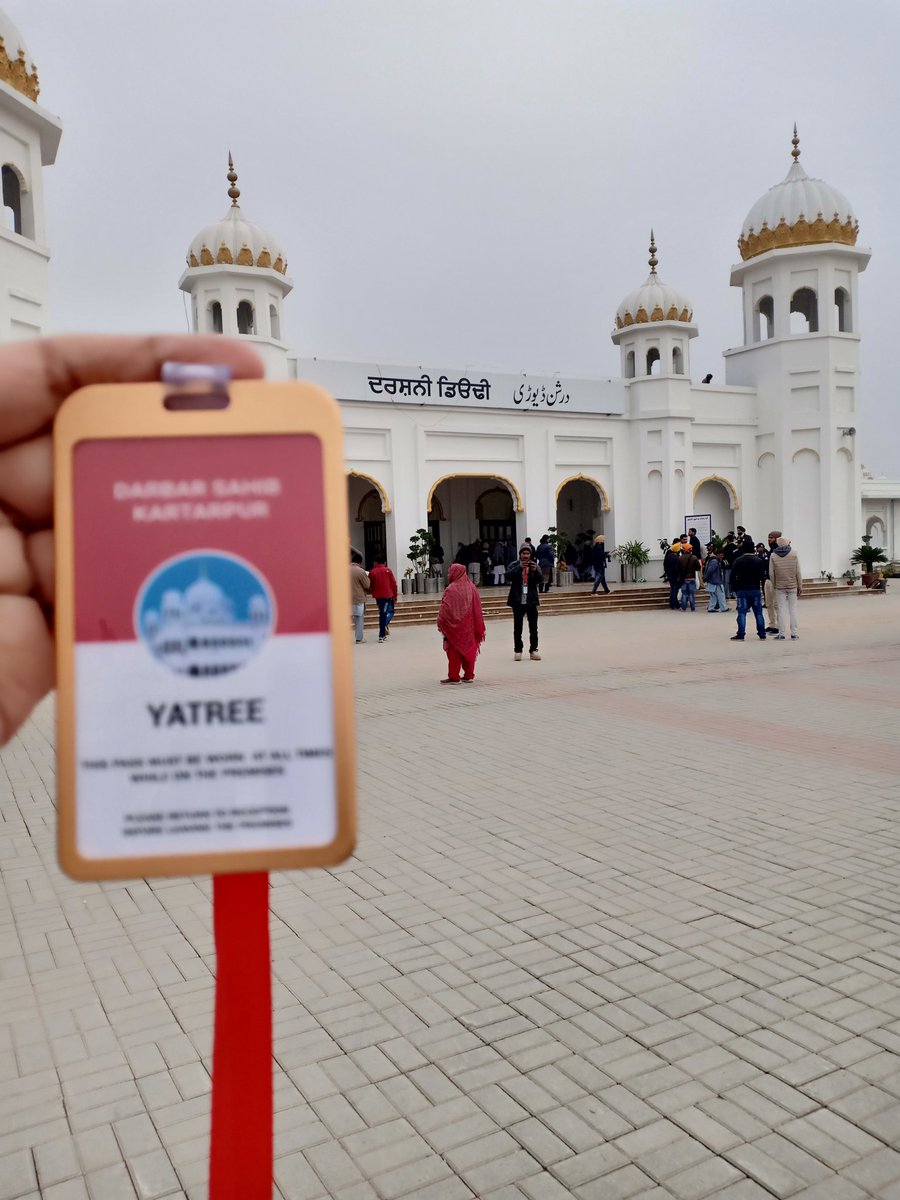 ਦਰਸ਼ਨੀ ਡਿਓਢੀ درشن ڈیوڑی
DARBAR SAHIB
KARTARPUR
YATREE
THIS PASS MUST BE WORN AT ALL TIMES
WHILE ON THE PREMISES
PLEASE RETURN TO RECEPTION
BEFORE LEAVING THE PREMISES